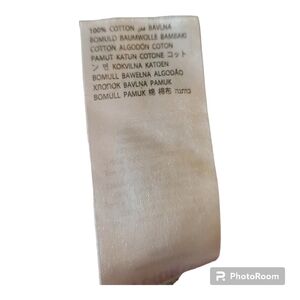 100% COTTON قطن BAVLNA
BOMULD BAUMWOLLE BAMBAKI
COTTON ALGODÓN COTON
PAMUT KATUN COTONE コット
ン 면 KOKVILNA KATOEN
BOMULL BAWEŁNA ALGODÃO
ХЛОПОК BAVLNA PAMUK
BOMULL PAMUK 棉 棉布 כותנה
PhotoRoom